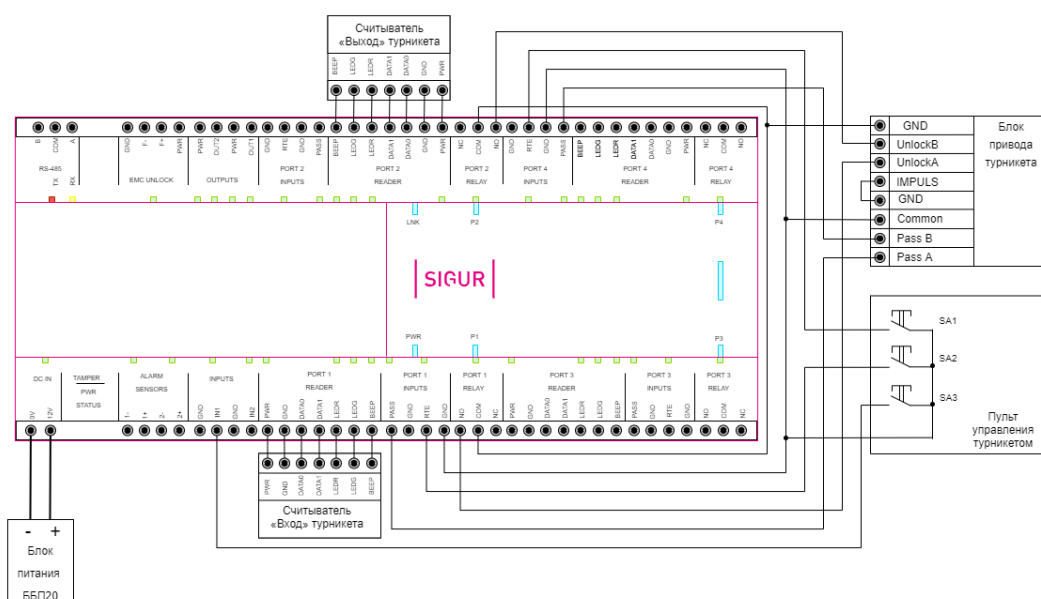 Считыватель
«Выход» турникета
BEEP LEDG LEDR DATA1 DATA0 GND PWR
B COM A GND F- F+ PWR PWR OUT2 PWR OUT1 GND RTE GND PASS BEEP LEDG LEDR DATA1 DATA0 GND PWR NC COM NO GND RTE GND PASS BEEP LEDG LEDR DATA1 DATA0 GND PWR NC COM NO
RS-485
TX RX
EMC UNLOCK
OUTPUTS
PORT 2
INPUTS
PORT 2
READER
PORT 2
RELAY
PORT 4
INPUTS
PORT 4
READER
PORT 4
RELAY
LNK P2 P4
SIGUR
PWR P1 P3
DC IN
TAMPER
PWR
STATUS
ALARM
SENSORS
INPUTS
PORT 1
READER
PORT 1
INPUTS
PORT 1
RELAY
PORT 3
READER
PORT 3
INPUTS
PORT 3
RELAY
0V 12V 1- 1+ 2- 2+ GND IN1 GND IN2 PWR GND DATA0 DATA1 LEDR LEDG BEEP PASS GND RTE GND NO COM NC PWR GND DATA0 DATA1 LEDR LEDG BEEP PASS GND RTE GND NO COM NC
PWR GND DATA0 DATA1 LEDR LEDG BEEP
Считыватель
«Вход» турникета
- +
Блок
питания
ББП20
GND
UnlockB
UnlockA
IMPULS
GND
Common
Pass B
Pass A
Блок
привода
турникета
SA1
SA2
SA3
Пульт
управления
турникетом